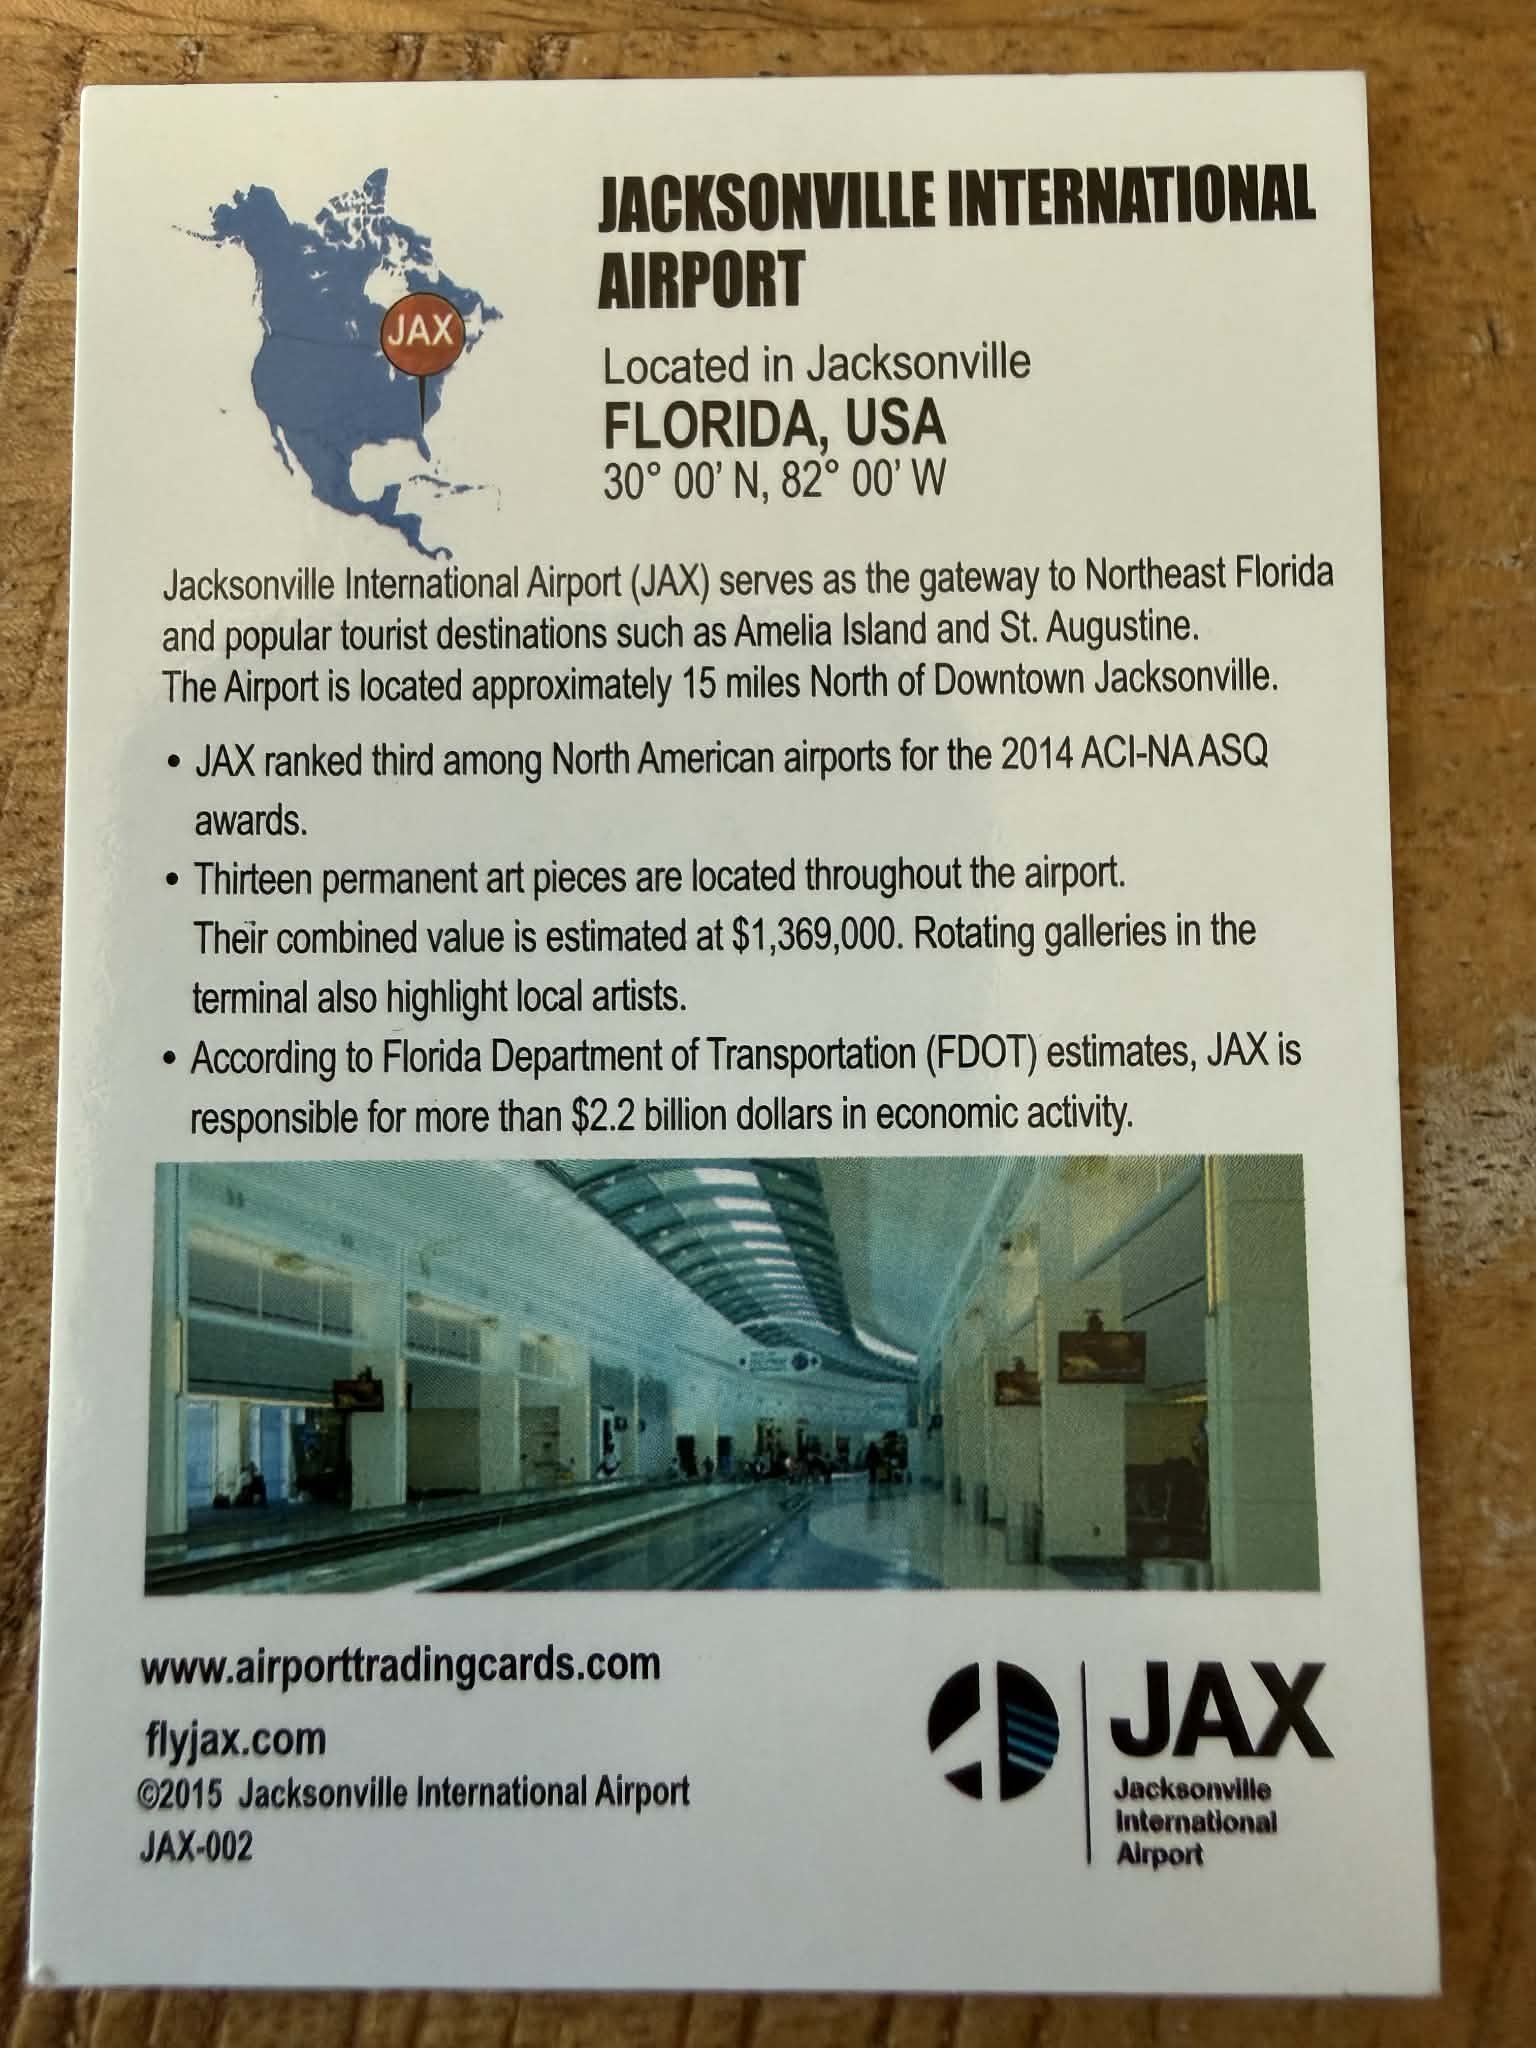 JAX
JACKSONVILLE INTERNATIONAL
AIRPORT
Located in Jacksonville
FLORIDA, USA
30° 00' N, 82° 00' W
Jacksonville International Airport (JAX) serves as the gateway to Northeast Florida
and popular tourist destinations such as Amelia Island and St. Augustine.
The Airport is located approximately 15 miles North of Downtown Jacksonville.
• JAX ranked third among North American airports for the 2014 ACI-NA ASQ
awards.
• Thirteen permanent art pieces are located throughout the airport.
Their combined value is estimated at $1,369,000. Rotating galleries in the
terminal also highlight local artists.
• According to Florida Department of Transportation (FDOT) estimates, JAX is
responsible for more than $2.2 billion dollars in economic activity.
www.airporttradingcards.com
flyjax.com
©2015 Jacksonville International Airport
JAX-002
JAX
Jacksonville
International
Airport